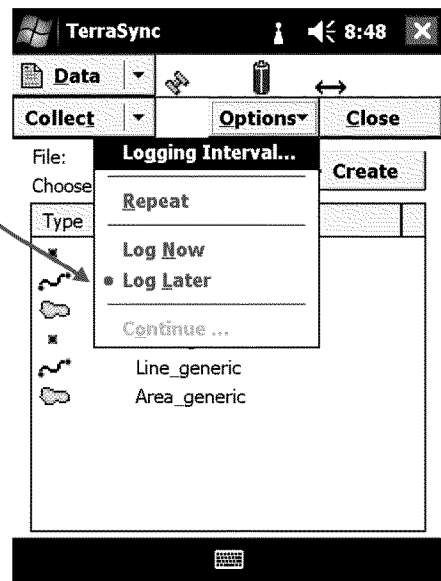 TerraSync
8:48
Data
Collect
Options
Close
File:
Logging Interval...
Create
Choose
Repeat
Type
Log Now
Log Later
Continue ...
Line_generic
Area_generic